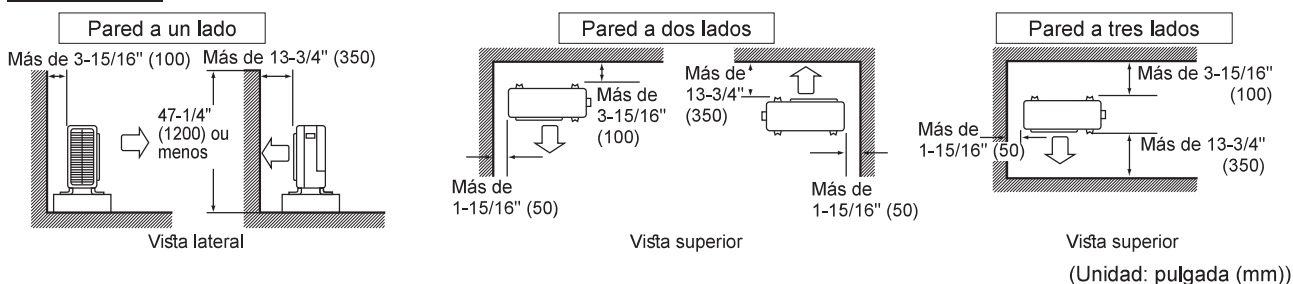 Pared a un lado
Más de 3-15/16" (100)
Más de 13-3/4" (350)
47-1/4"
(1200) ou
menos
Vista lateral
Pared a dos lados
Más de
3-15/16"
(100)
Más de
1-15/16" (50)
Más de
13-3/4"
(350)
Más de
1-15/16" (50)
Vista superior
Pared a tres lados
Más de 3-15/16"
(100)
Más de
1-15/16" (50)
Más de 13-3/4"
(350)
Vista superior
(Unidad: pulgada (mm))